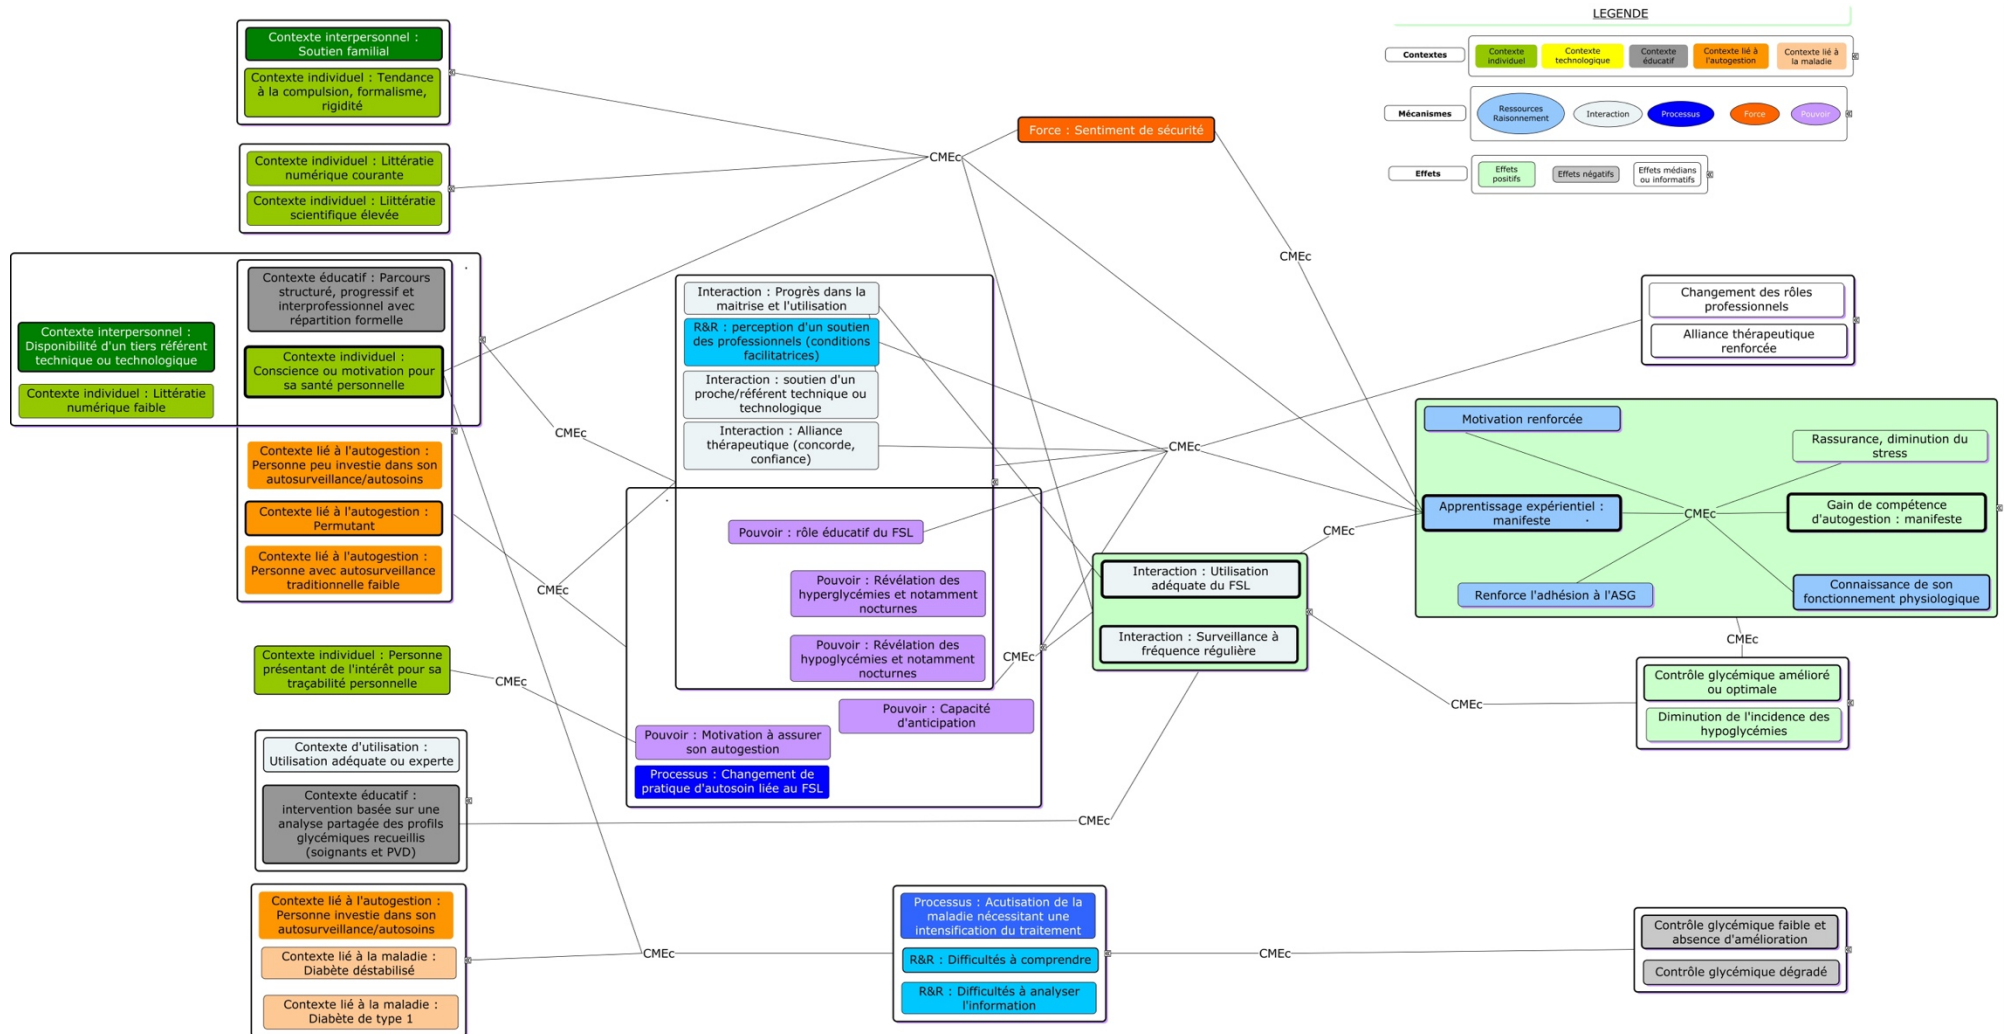 LEGENDE
Contextes
Contexte
individuel
Contexte
technologique
Contexte
éducatif
Contexte lié à
l'autogestion
Contexte lié à
la maladie
Mécanismes
Ressources
Raisonnement
Interaction
Processus
Force
Pouvoir
Effets
Effets
positifs
Effets négatifs
Effets médians
ou informatifs
Contexte interpersonnel :
Soutien familial
Contexte individuel : Tendance
à la compulsion, formalisme,
rigidité
Contexte individuel : Littératie
numérique courante
Contexte individuel : Liittératie
scientifique élevée
CMEc
Force : Sentiment de sécurité
CMEc
Contexte éducatif : Parcours
structuré, progressif et
interprofessionnel avec
répartition formelle
Contexte interpersonnel :
Disponibilité d'un tiers référent
technique ou technologique
Contexte individuel :
Conscience ou motivation pour
sa santé personnelle
Contexte individuel : Littératie
numérique faible
Contexte lié à l'autogestion :
Personne peu investie dans son
autosurveillance/autosoins
Contexte lié à l'autogestion :
Permutant
Contexte lié à l'autogestion :
Personne avec autosurveillance
traditionnelle faible
CMEc
CMEc
Interaction : Progrès dans la
maitrise et l'utilisation
R&R : perception d'un soutien
des professionnels (conditions
facilitatrices)
Interaction : soutien d'un
proche/référent technique ou
technologique
Interaction : Alliance
thérapeutique (concorde,
confiance)
Pouvoir : rôle éducatif du FSL
Pouvoir : Révélation des
hyperglycémies et notamment
nocturnes
Pouvoir : Révélation des
hypoglycémies et notamment
nocturnes
Pouvoir : Capacité
d'anticipation
Pouvoir : Motivation à assurer
son autogestion
Processus : Changement de
pratique d'autosoin liée au FSL
CMEc
CMEc
CMEc
Interaction : Utilisation
adéquate du FSL
Interaction : Surveillance à
fréquence régulière
Changement des rôles
professionnels
Alliance thérapeutique
renforcée
Motivation renforcée
Rassurance, diminution du
stress
Apprentissage expérientiel :
manifeste
CMEc
Gain de compétence
d'autogestion : manifeste
Renforce l'adhésion à l'ASG
Connaissance de son
fonctionnement physiologique
CMEc
Contrôle glycémique amélioré
ou optimale
Diminution de l'incidence des
hypoglycémies
CMEc
Contexte individuel : Personne
présentant de l'intérêt pour sa
traçabilité personnelle
CMEc
Contexte d'utilisation :
Utilisation adéquate ou experte
Contexte éducatif :
intervention basée sur une
analyse partagée des profils
glycémiques recueillis
(soignants et PVD)
CMEc
Contexte lié à l'autogestion :
Personne investie dans son
autosurveillance/autosoins
Contexte lié à la maladie :
Diabète déstabilisé
Contexte lié à la maladie :
Diabète de type 1
CMEc
Processus : Acutisation de la
maladie nécessitant une
intensification du traitement
R&R : Difficultés à comprendre
R&R : Difficultés à analyser
l'information
CMEc
Contrôle glycémique faible et
absence d'amélioration
Contrôle glycémique dégradé